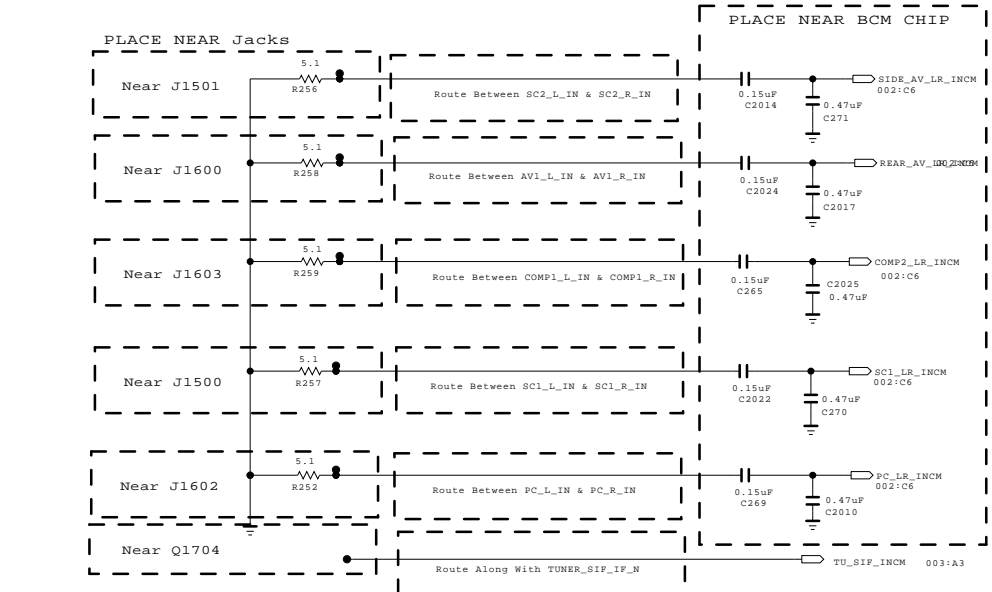 PLACE NEAR BCM CHIP
PLACE NEAR Jacks
5.1
Near J1501
R256
Route Between SC2_L_IN & SC2_R_IN
0.15uF
C2014
0.47uF
C271
SIDE_AV_LR_INCM
002:C6
5.1
Near J1600
R258
Route Between AV1_L_IN & AV1_R_IN
0.15uF
C2024
0.47uF
C2017
REAR_AV_LR_INCM
5.1
Near J1603
R259
Route Between COMP1_L_IN & COMP1_R_IN
0.15uF
C265
C2025
0.47uF
COMP2_LR_INCM
002:C6
5.1
Near J1500
R257
Route Between SC1_L_IN & SC1_R_IN
0.15uF
C2022
0.47uF
C270
SC1_LR_INCM
002:C6
5.1
Near J1602
R252
Route Between PC_L_IN & PC_R_IN
0.15uF
C269
0.47uF
C2010
PC_LR_INCM
002:C6
Near Q1704
Route Along With TUNER_SIF_IF_N
TU_SIF_INCM 003:A3